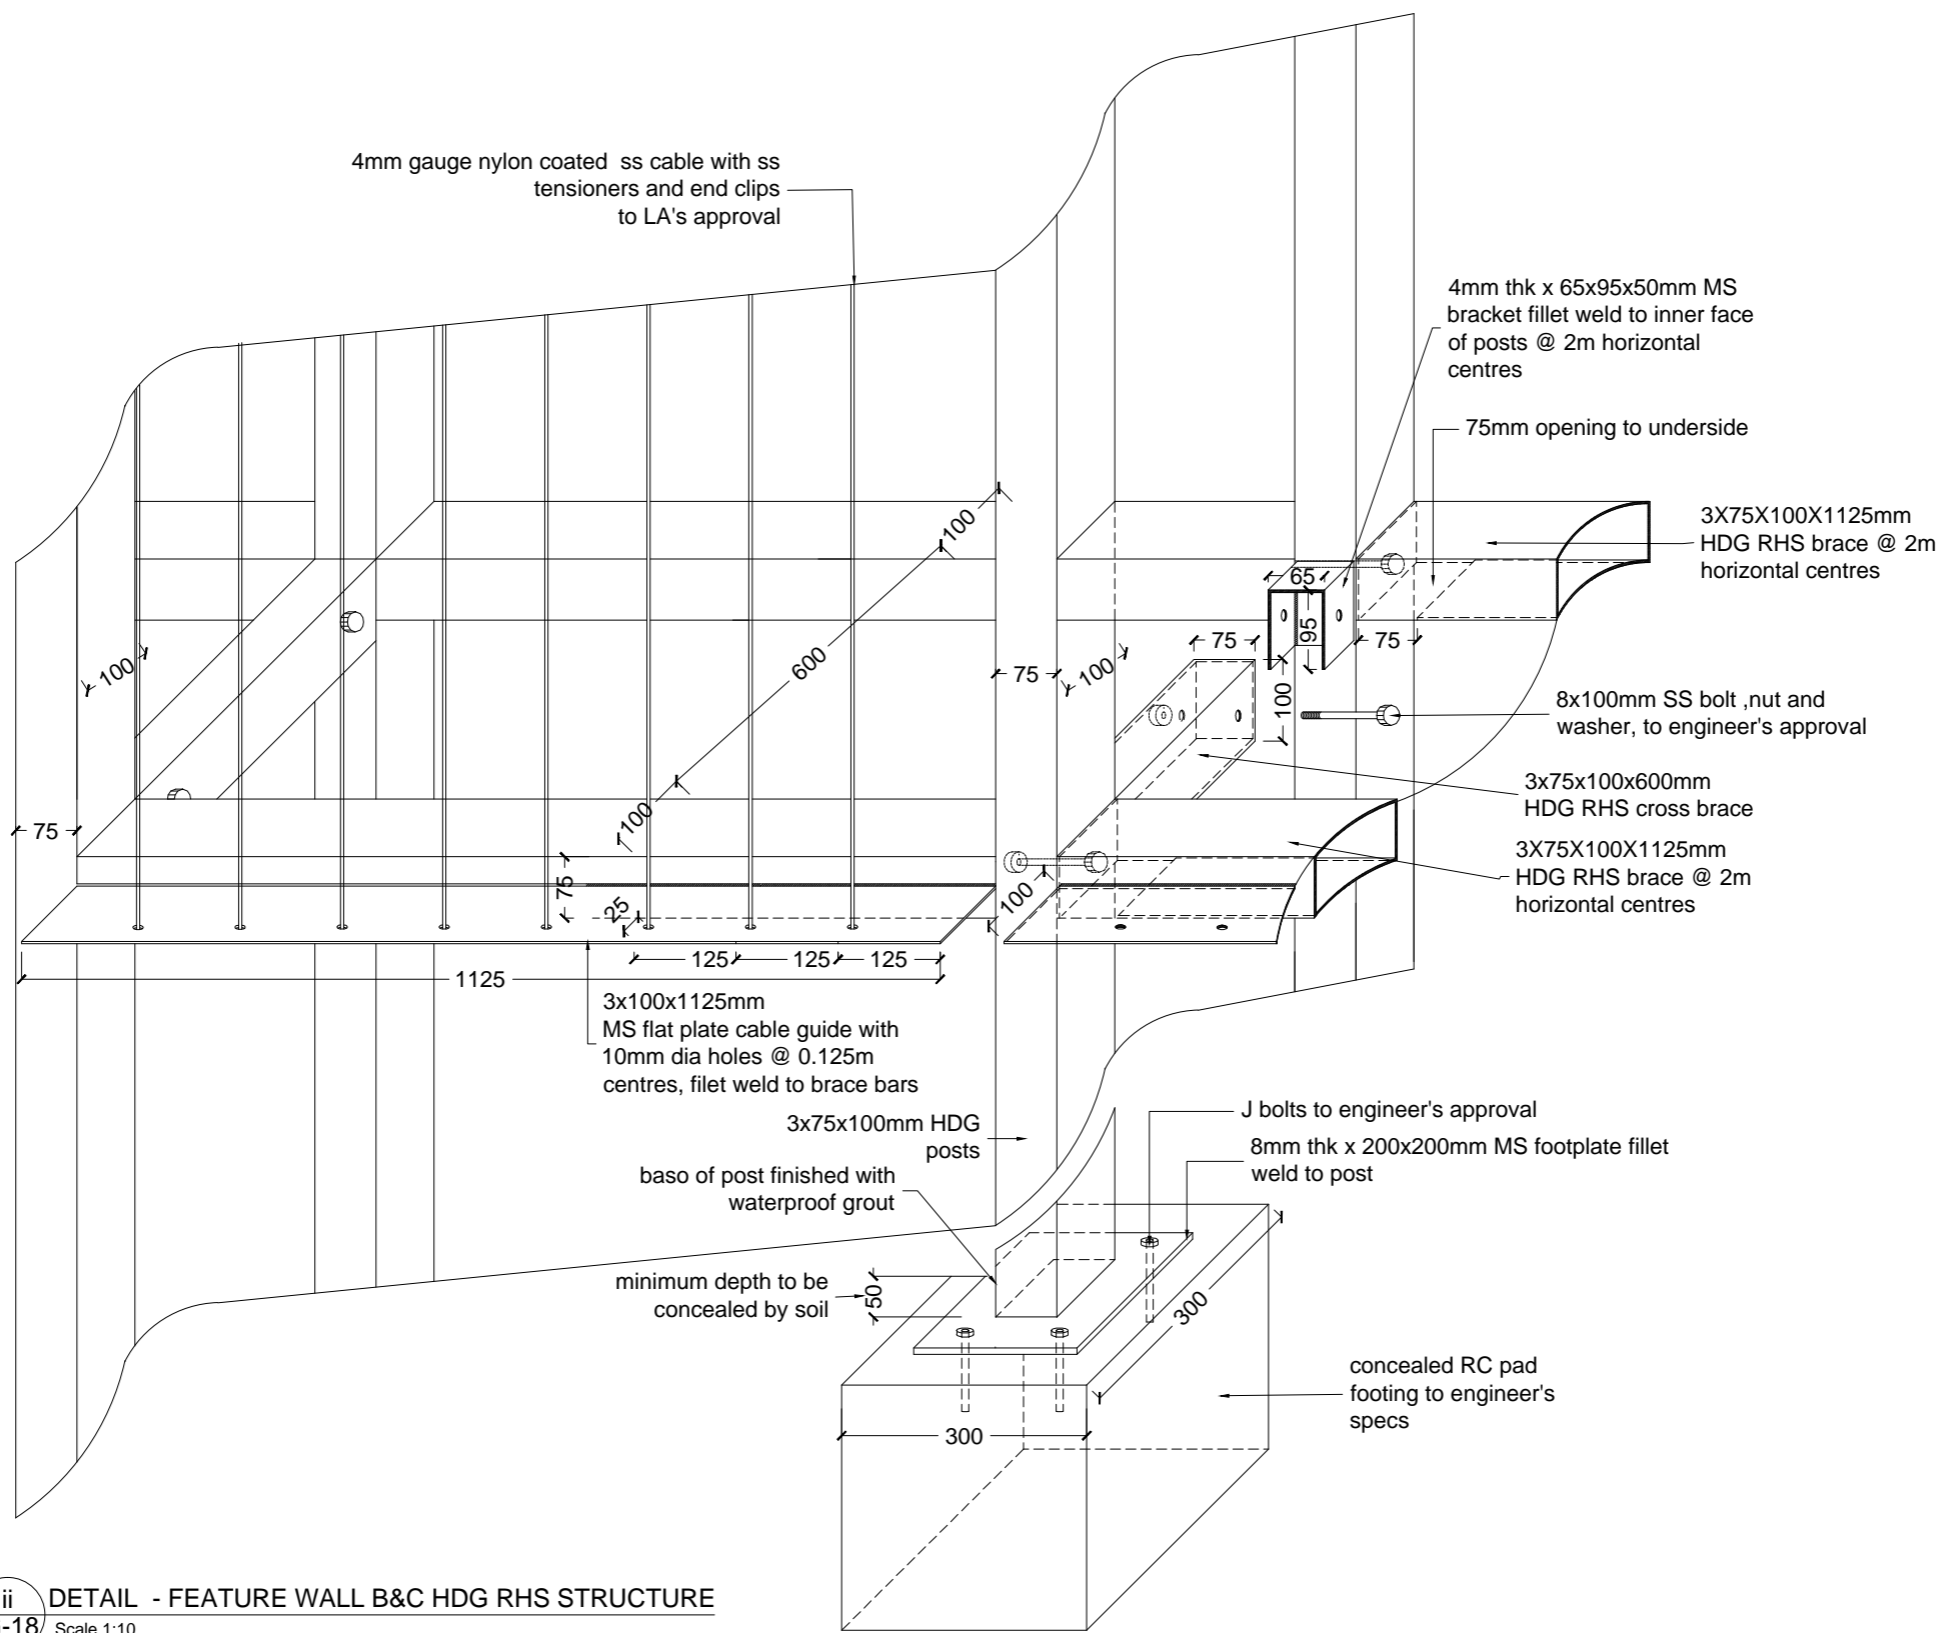 4mm gauge nylon coated  ss cable with ss
tensioners and end clips
to LA's approval
4mm thk x 65x95x50mm MS
bracket fillet weld to inner face
of posts @ 2m horizontal
centres
75mm opening to underside
3X75X100X1125mm
HDG RHS brace @ 2m
horizontal centres
100
65
95
75
75
100
600
75
100
100
8x100mm SS bolt ,nut and
washer, to engineer's approval
3x75x100x600mm
HDG RHS cross brace
3X75X100X1125mm
HDG RHS brace @ 2m
horizontal centres
75
100
75
25
100
125
125
125
1125
3x100x1125mm
MS flat plate cable guide with
10mm dia holes @ 0.125m
centres, filet weld to brace bars
3x75x100mm HDG
posts
J bolts to engineer's approval
8mm thk x 200x200mm MS footplate fillet
weld to post
baso of post finished with
waterproof grout
minimum depth to be
concealed by soil
50
300
300
concealed RC pad
footing to engineer's
specs
ii
-18
DETAIL  - FEATURE WALL B&C HDG RHS STRUCTURE
Scale 1:10